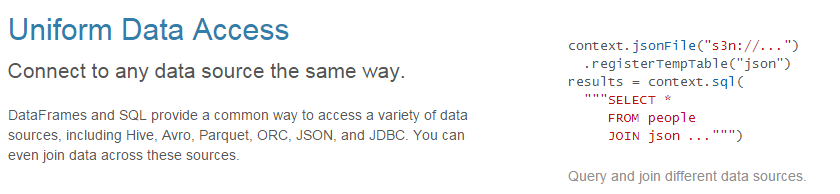 Uniform Data Access
Connect to any data source the same way.
DataFrames and SQL provide a common way to access a variety of data
sources, including Hive, Avro, Parquet, ORC, JSON, and JDBC. You can
even join data across these sources.
context.jsonFile("s3n://...")
  .registerTempTable("json")
results = context.sql(
  """SELECT *
     FROM people
     JOIN json ...""")
Query and join different data sources.